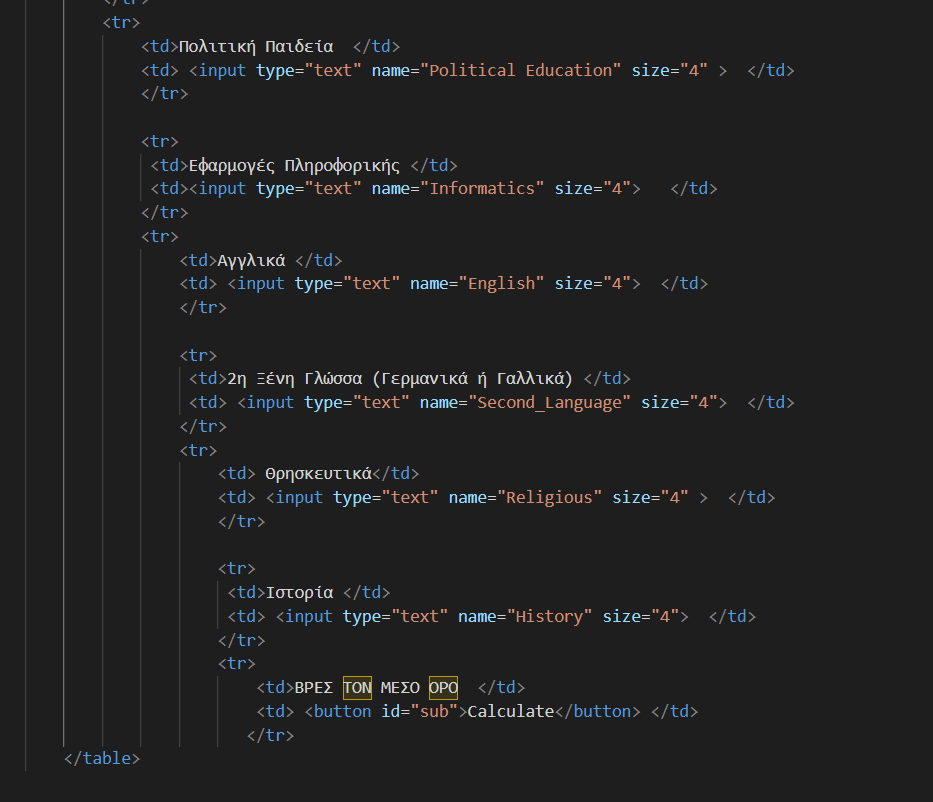 <tr>
<td>Πολιτική Παιδεία  </td>
<td> <input type="text" name="Political Education" size="4" >  </td>
</tr>
<tr>
<td>Εφαρμογές Πληροφορικής </td>
<td><input type="text" name="Informatics" size="4">   </td>
</tr>
<tr>
<td>Αγγλικά </td>
<td> <input type="text" name="English" size="4">  </td>
</tr>
<tr>
<td>2η Ξένη Γλώσσα (Γερμανικά ή Γαλλικά) </td>
<td> <input type="text" name="Second_Language" size="4">  </td>
</tr>
<tr>
<td> Θρησκευτικά</td>
<td> <input type="text" name="Religious" size="4" >  </td>
</tr>
<tr>
<td>Ιστορία </td>
<td> <input type="text" name="History" size="4">  </td>
</tr>
<tr>
<td>ΒΡΕΣ ΤΟΝ ΜΕΣΟ ΟΡΟ  </td>
<td> <button id="sub">Calculate</button> </td>
</tr>
</table>